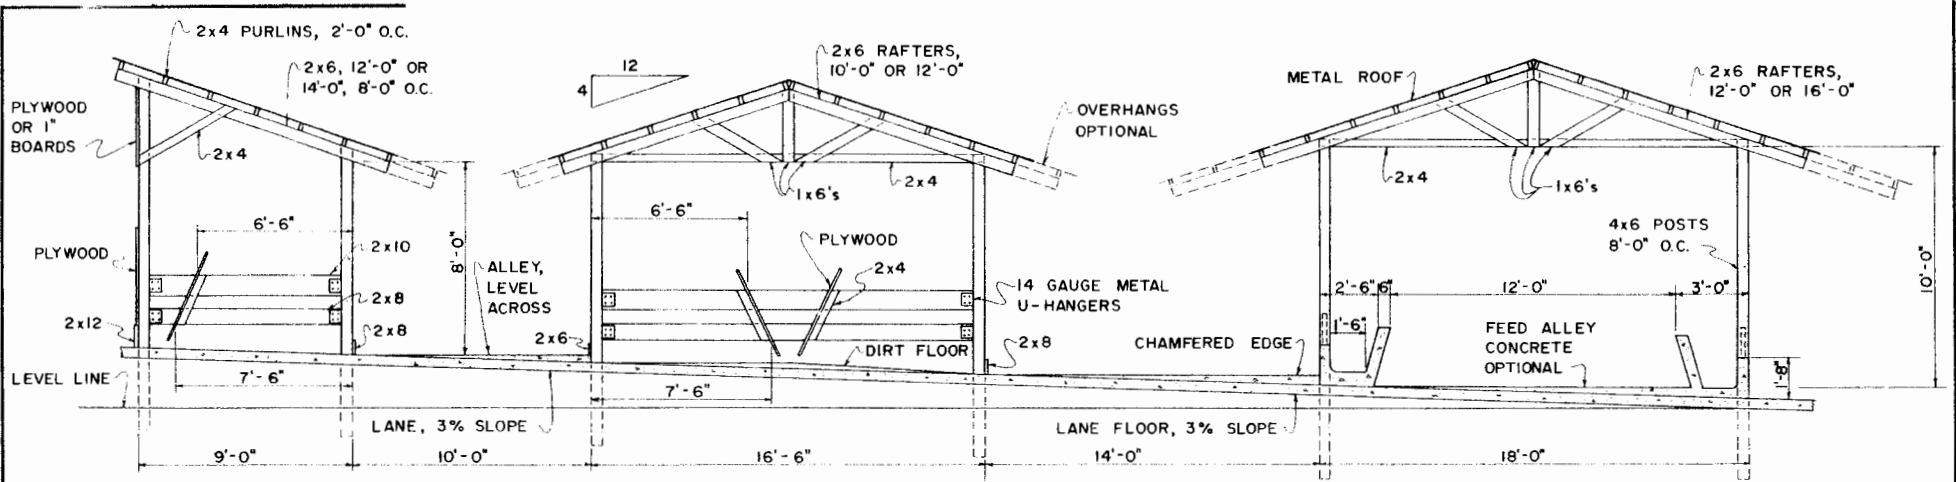 2x4 PURLINS, 2'-0" O.C.
2x6, 12'-0" OR
14'-0", 8'-0" O.C.
PLYWOOD
OR 1"
BOARDS
2x4
12
4
2x6 RAFTERS,
10'-0" OR 12'-0"
OVERHANGS
OPTIONAL
METAL ROOF
2x6 RAFTERS,
12'-0" OR 16'-0"
1x6's
2x4
2x4
1x6's
6'-6"
8'-0"
6'-6"
PLYWOOD
2x10
2x8
2x12
2x8
ALLEY,
LEVEL
ACROSS
2x6
PLYWOOD
2x4
14 GAUGE METAL
U-HANGERS
2x8
DIRT FLOOR
4x6 POSTS
8'-0" O.C.
10'-0"
2'-6"
6"
12'-0"
3'-0"
1'-6"
FEED ALLEY
CONCRETE
OPTIONAL
CHAMFERED EDGE
1'-8"
LEVEL LINE
7'-6"
7'-6"
LANE, 3% SLOPE
LANE FLOOR, 3% SLOPE
9'-0"
10'-0"
16'-6"
14'-0"
18'-0"